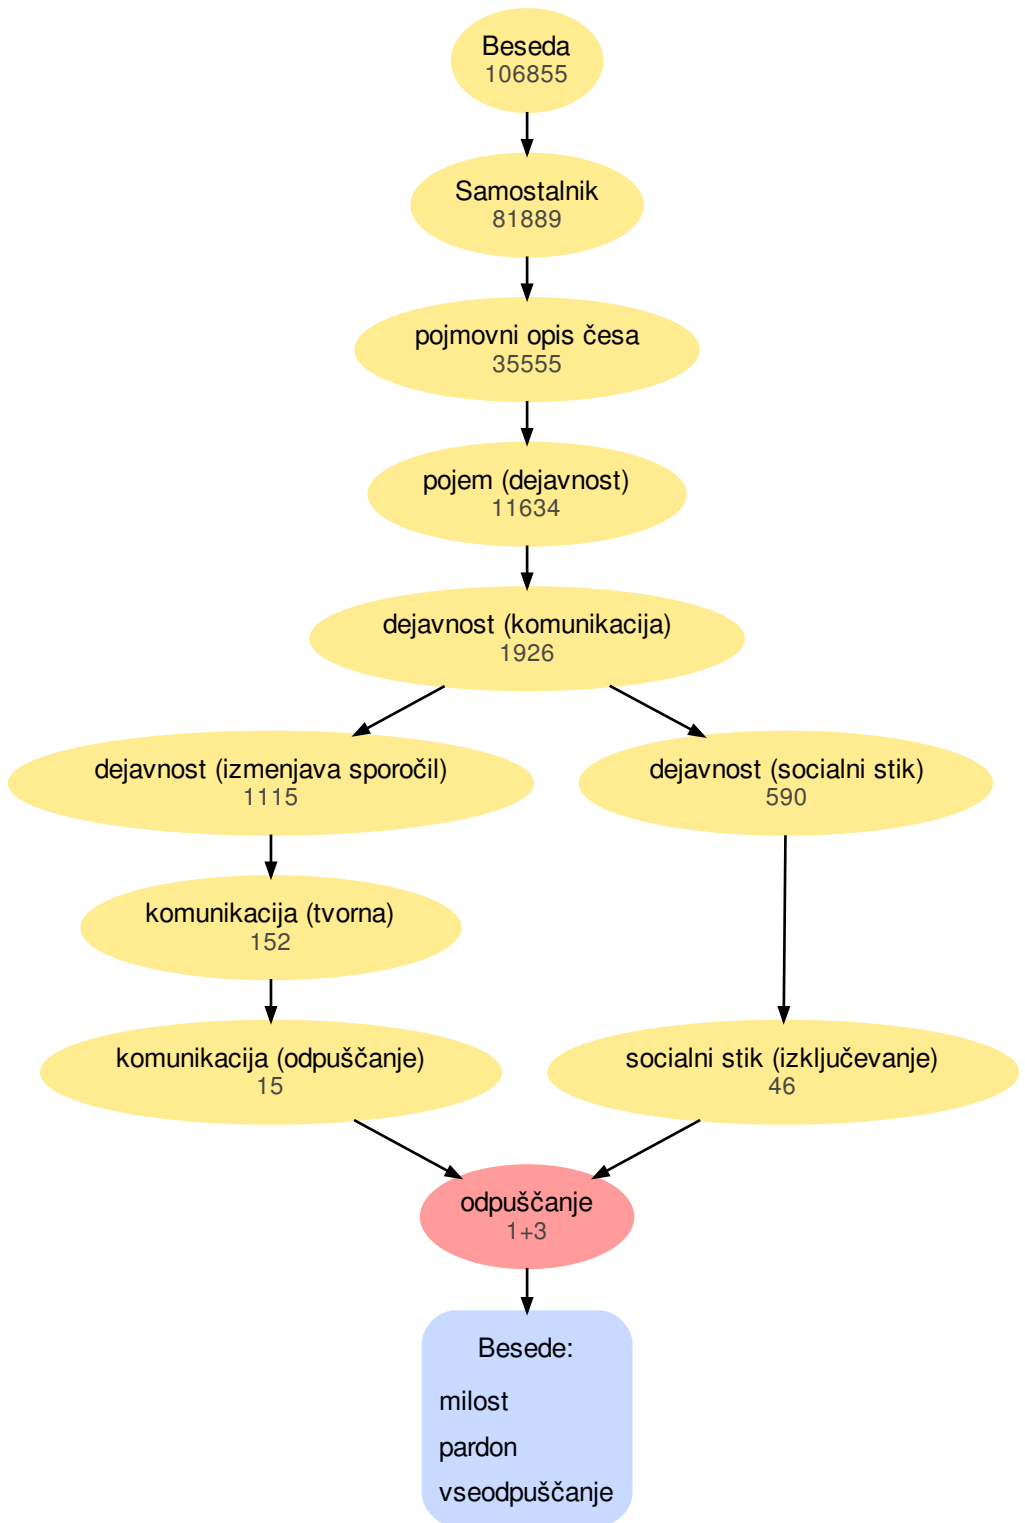 Beseda
106855
Samostalnik
81889
pojmovni opis česa
35555
pojem (dejavnost)
11634
dejavnost (komunikacija)
1926
dejavnost (izmenjava sporočil)
1115
dejavnost (socialni stik)
590
komunikacija (tvorna)
152
komunikacija (odpuščanje)
15
socialni stik (izključevanje)
46
odpuščanje
1+3
Besede:
milost
pardon
vseodpuščanje